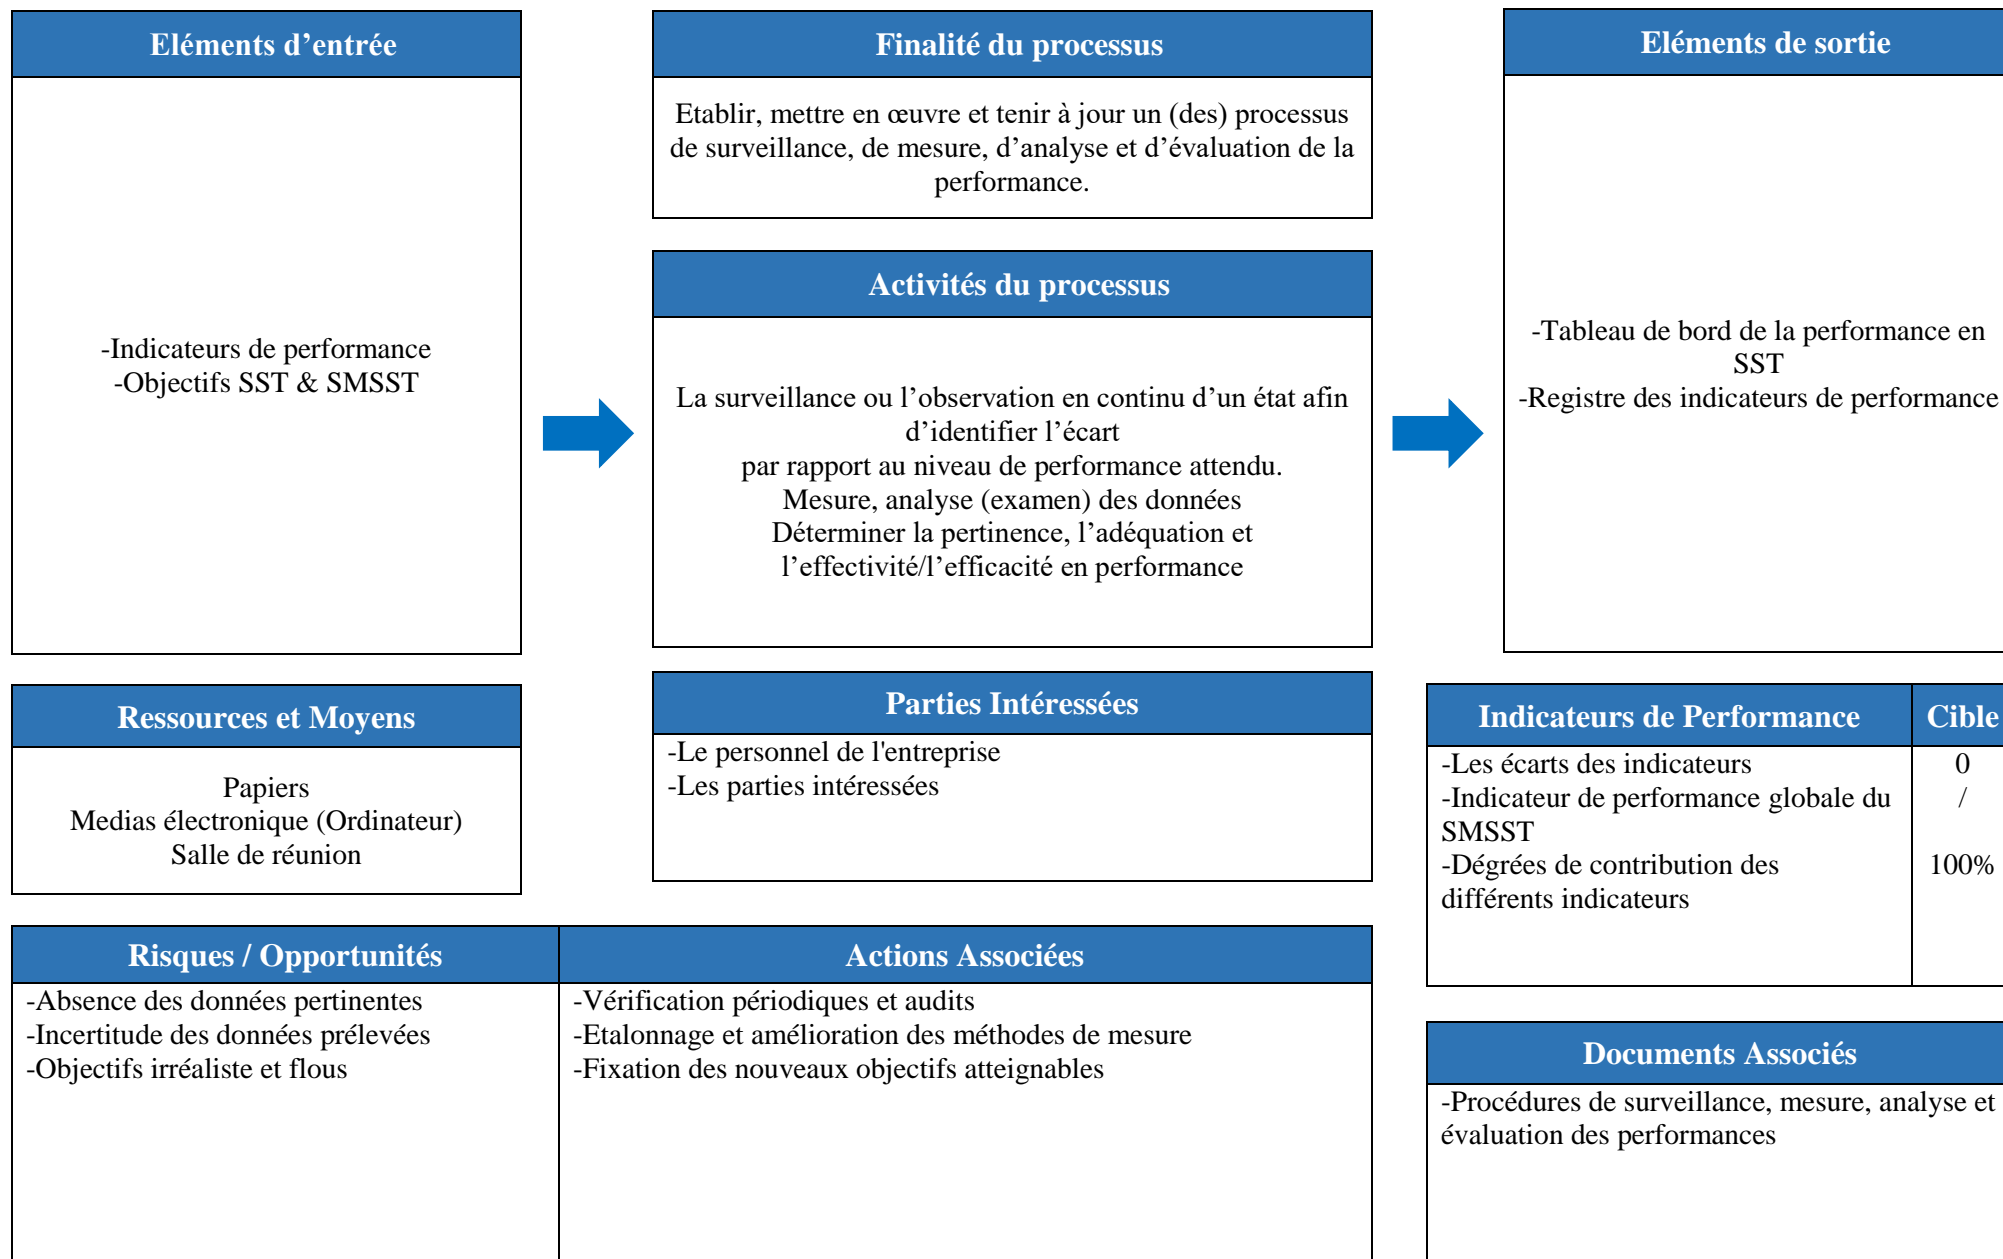 Eléments d’entrée
-Indicateurs de performance
-Objectifs SST & SMSST
Finalité du processus
Etablir, mettre en œuvre et tenir à jour un (des) processus
de surveillance, de mesure, d’analyse et d’évaluation de la
performance.
Activités du processus
La surveillance ou l’observation en continu d’un état afin
d’identifier l’écart
par rapport au niveau de performance attendu.
Mesure, analyse (examen) des données
Déterminer la pertinence, l’adéquation et
l’effectivité/l’efficacité en performance
Eléments de sortie
-Tableau de bord de la performance en
SST
-Registre des indicateurs de performance
Ressources et Moyens
Papiers
Medias électronique (Ordinateur)
Salle de réunion
Parties Intéressées
-Le personnel de l'entreprise
-Les parties intéressées
Indicateurs de Performance Cible
-Les écarts des indicateurs 0
-Indicateur de performance globale du /
SMSST
-Dégrées de contribution des 100%
différents indicateurs
Risques / Opportunités Actions Associées
-Absence des données pertinentes -Vérification périodiques et audits
-Incertitude des données prélevées -Etalonnage et amélioration des méthodes de mesure
-Objectifs irréaliste et flous -Fixation des nouveaux objectifs atteignables
Documents Associés
-Procédures de surveillance, mesure, analyse et
évaluation des performances